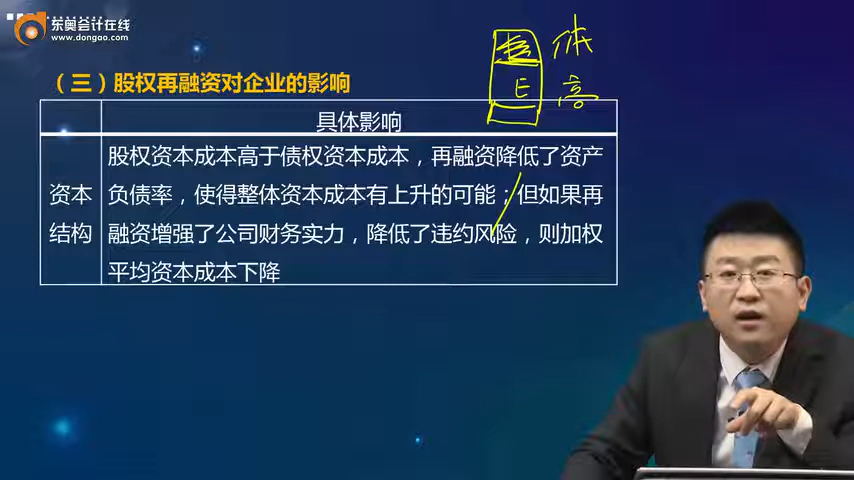 东奥会计在线
www.dongao.com
（三）股权再融资对企业的影响
具体影响
资本结构
股权资本成本高于债权资本成本，再融资降低了资产
负债率，使得整体资本成本有上升的可能；但如果再
融资增强了公司财务实力，降低了违约风险，则加权
平均资本成本下降
E
高